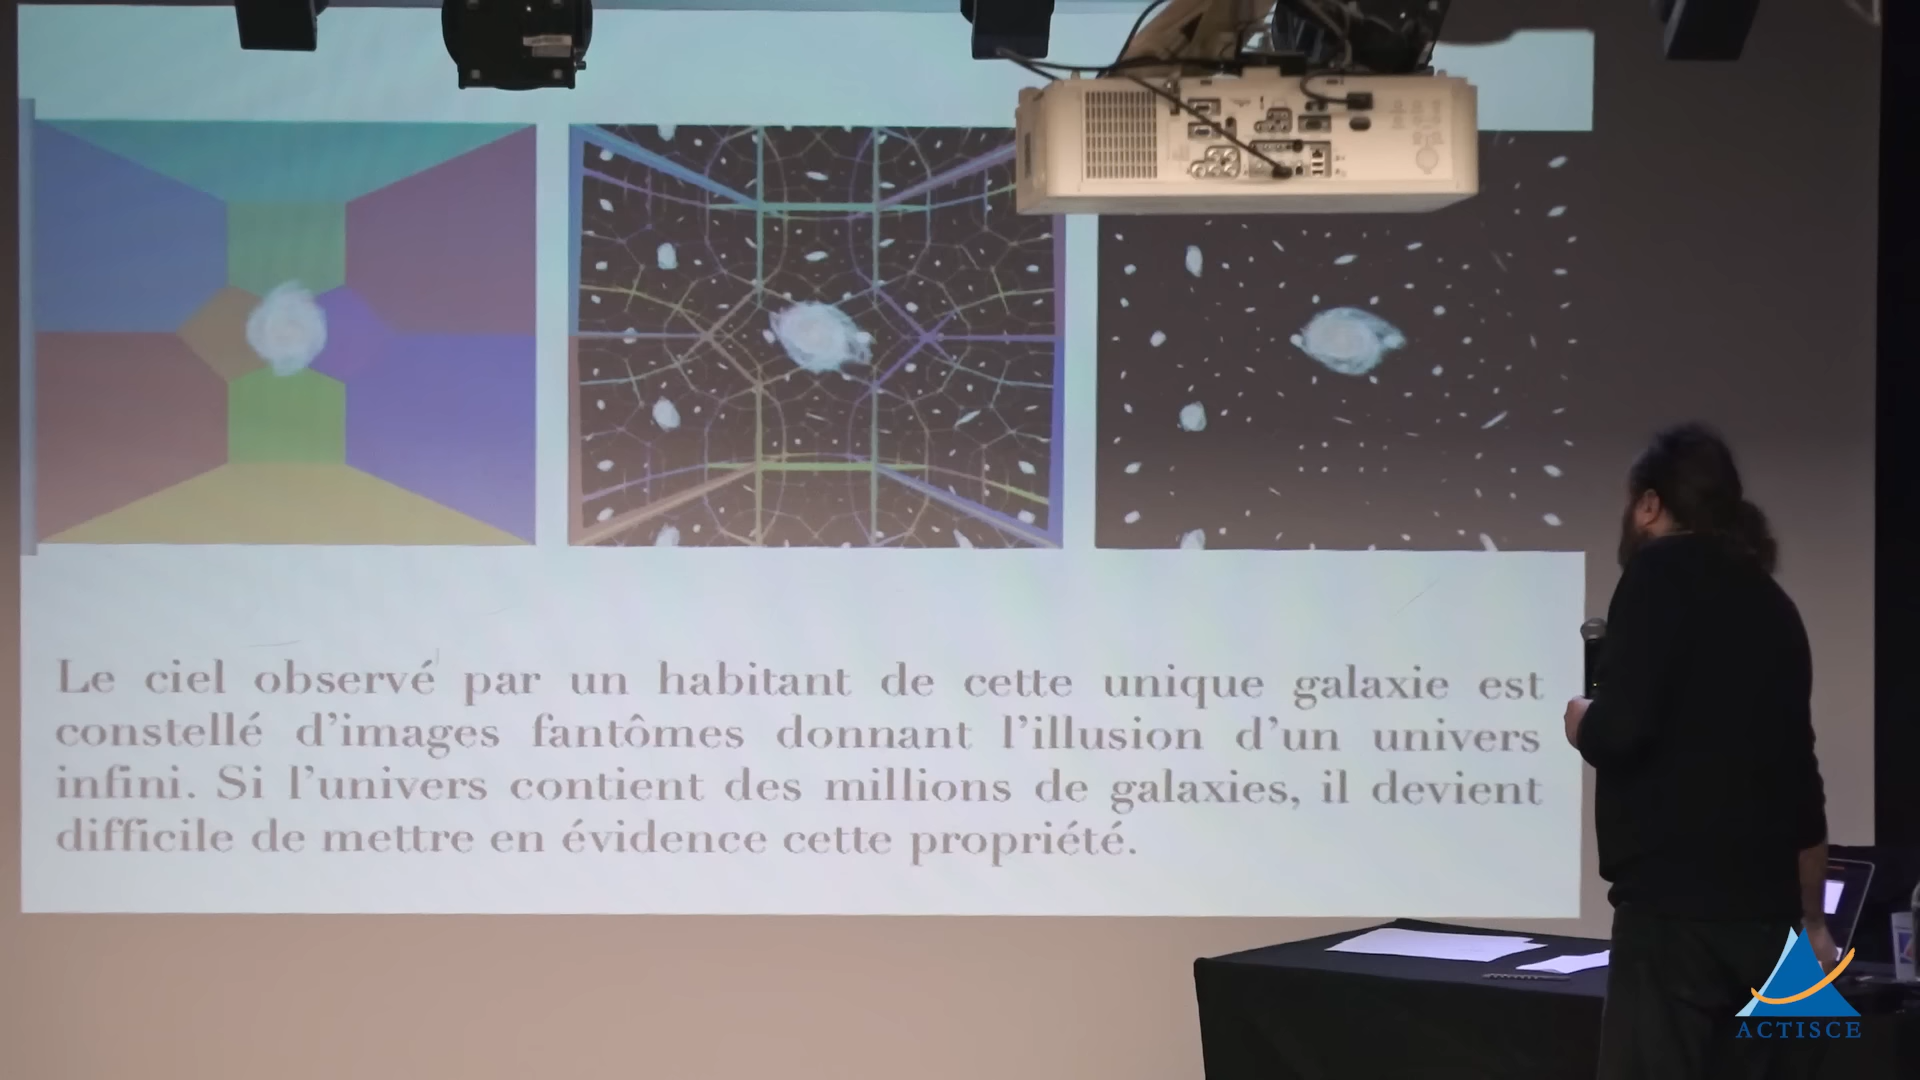 Le ciel observé par un habitant de cette unique galaxie est
constellé d'images fantômes donnant l'illusion d'un univers
infini. Si l'univers contient des millions de galaxies, il devient
difficile de mettre en évidence cette propriété.
ACTISCE